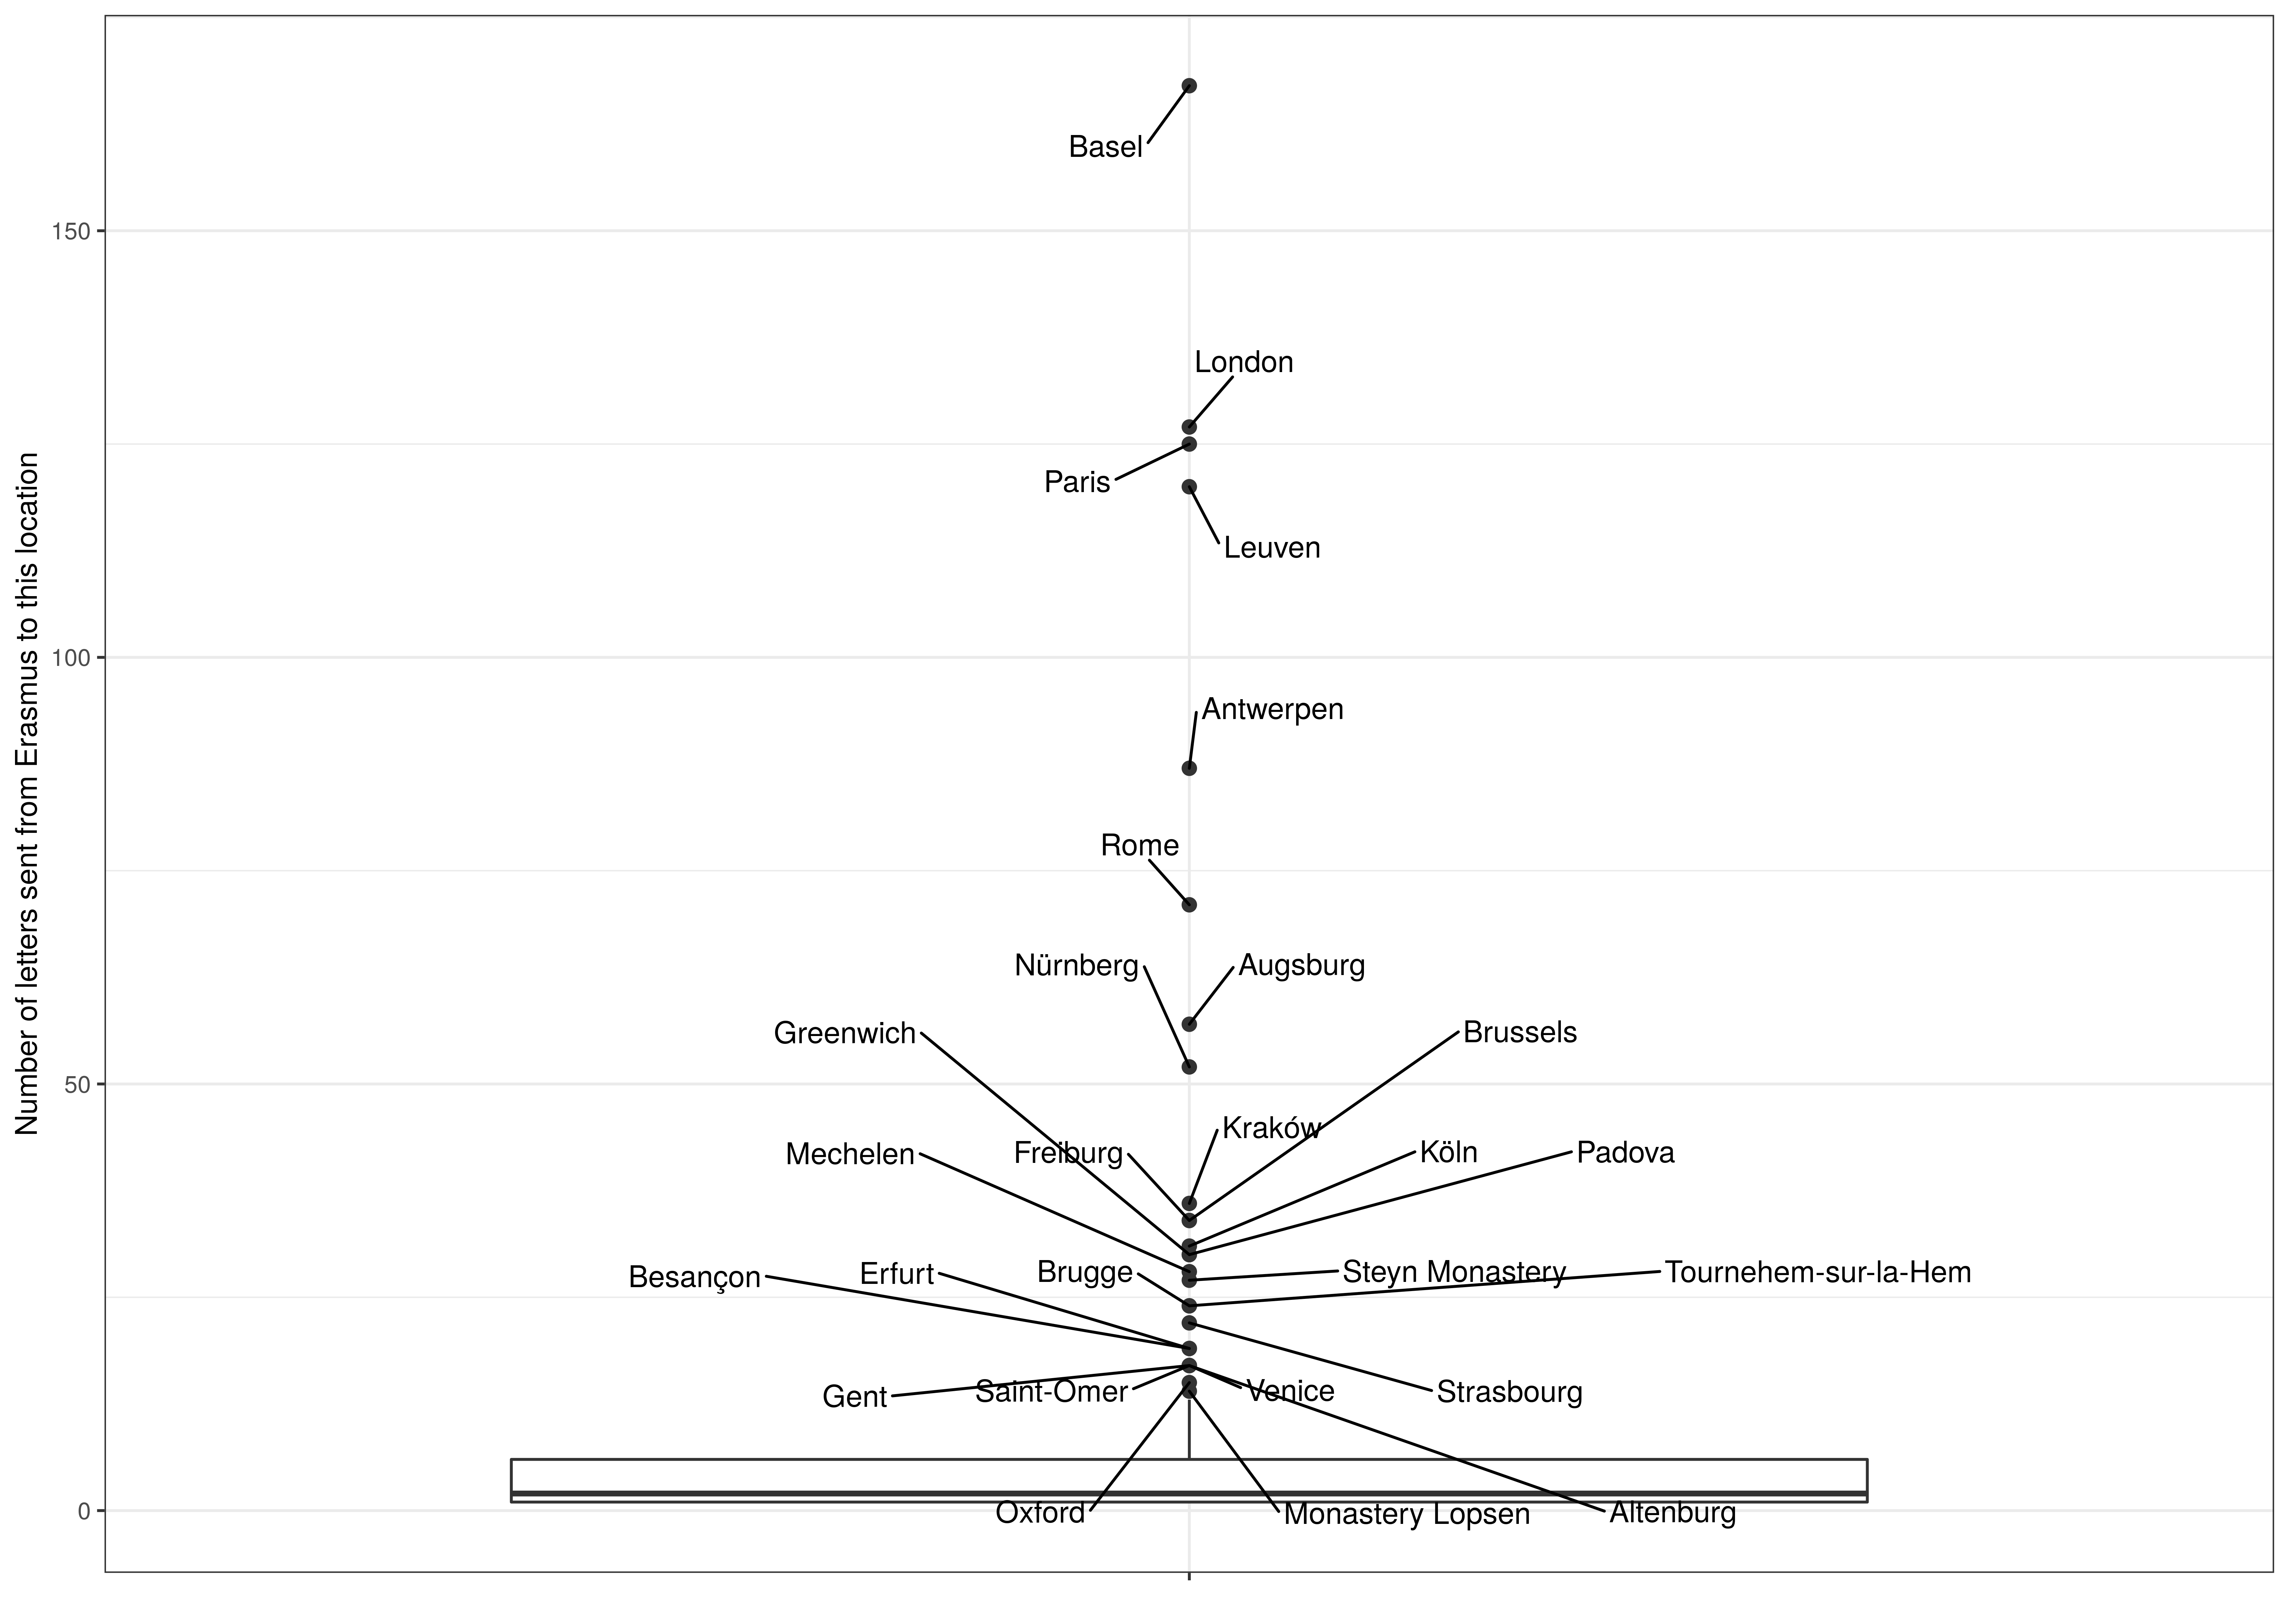 Basel
150
London
Paris
Leuven
100
Antwerpen
Rome
Nürnberg
Augsburg
Greenwich
Brussels
50
Kraków
Mechelen
Freiburg
Köln
Padova
Besançon
Erfurt
Brugge
Steyn Monastery
Tournehem-sur-la-Hem
Gent
Saint-Omer
Venice
Strasbourg
0
Oxford
Monastery Lopsen
Altenburg
Number of letters sent from Erasmus to this location